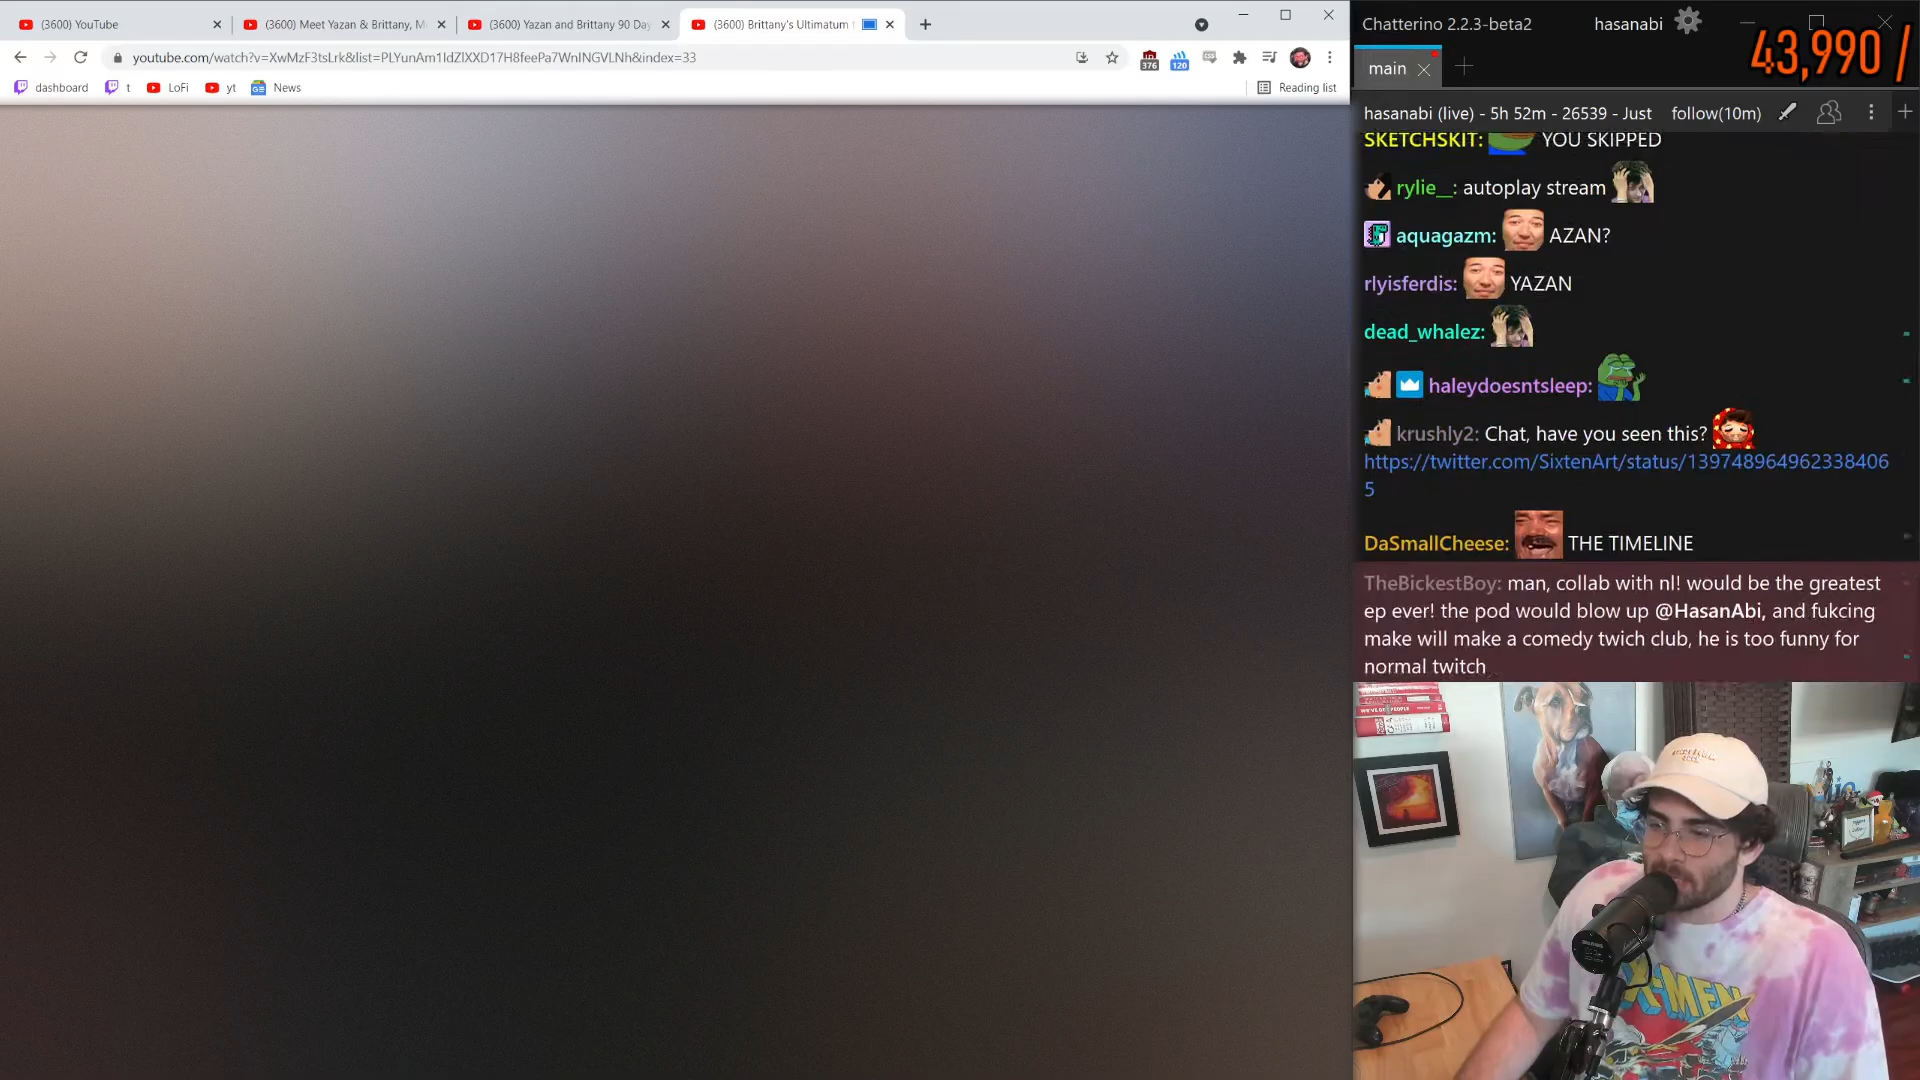 (3600) YouTube
(3600) Meet Yazan & Brittany, M
(3600) Yazan and Brittany 90 Day
(3600) Brittany's Ultimatum
youtube.com/watch?v=XwMzF3tsLrk&list=PLYunAm1IdZlXXD17H8feePa7WnINGVLNh&index=33
376
120
dashboard
t
LoFi
yt
News
Reading list
Chatterino 2.2.3-beta2
hasanabi
43,990 /
main
hasanabi (live) - 5h 52m - 26539 - Just
follow(10m)
SKETCHSKIT: YOU SKIPPED
rylie__: autoplay stream
aquagazm: AZAN?
rlyisferdis: YAZAN
dead_whalez:
haleydoesntsleep:
krushly2: Chat, have you seen this?
https://twitter.com/SixtenArt/status/139748964962338406
5
DaSmallCheese: THE TIMELINE
TheBickestBoy: man, collab with nl! would be the greatest
ep ever! the pod would blow up @HasanAbi, and fukcing
make will make a comedy twich club, he is too funny for
normal twitch
X-MEN